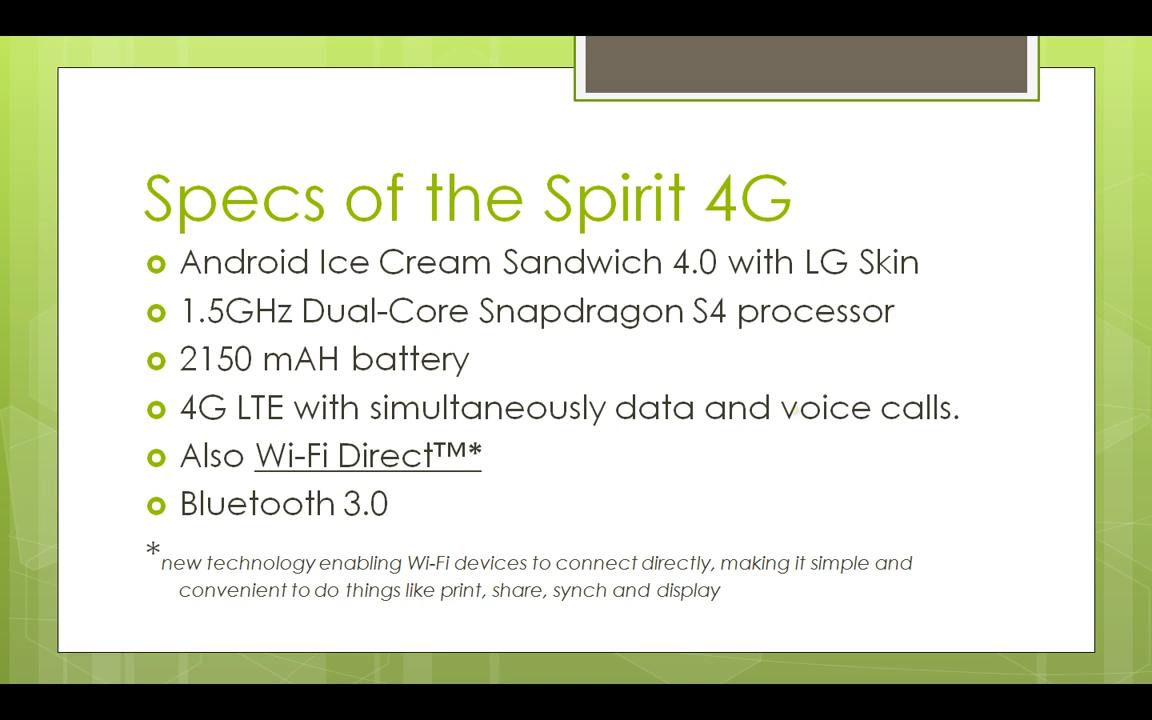 Specs of the Spirit 4G
Android Ice Cream Sandwich 4.0 with LG Skin
1.5GHz Dual-Core Snapdragon S4 processor
2150 mAH battery
4G LTE with simultaneously data and voice calls.
Also Wi-Fi Direct™*
Bluetooth 3.0
*new technology enabling Wi-Fi devices to connect directly, making it simple and
convenient to do things like print, share, synch and display